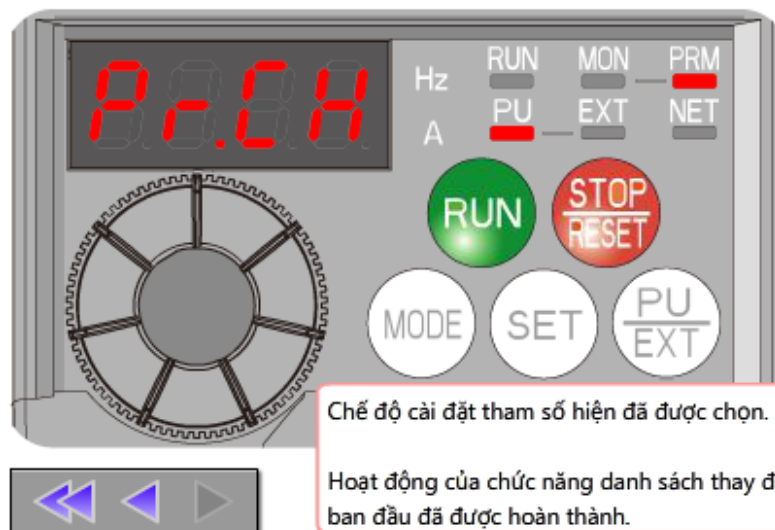 Pr.CH
Hz RUN MON PRM
A PU EXT NET
RUN STOP
RESET
MODE SET PU
EXT
Chế độ cài đặt tham số hiện đã được chọn.
Hoạt động của chức năng danh sách thay
ban đầu đã được hoàn thành.